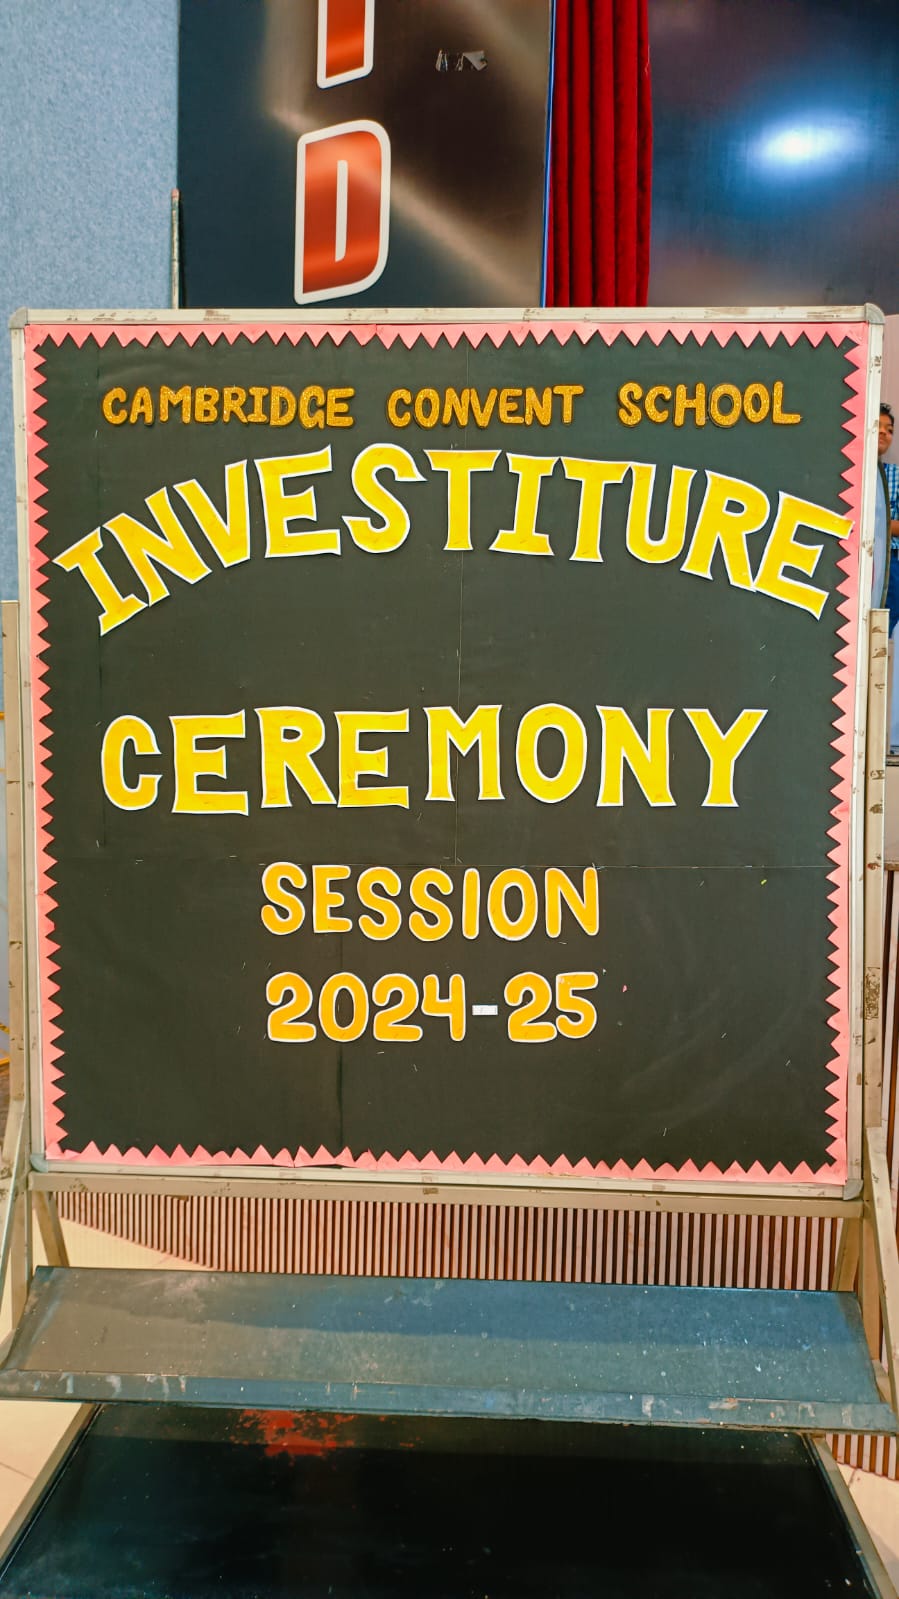 I
D
CAMBRIDGE CONVENT SCHOOL
INVESTITURE
CEREMONY
SESSION
2024-25